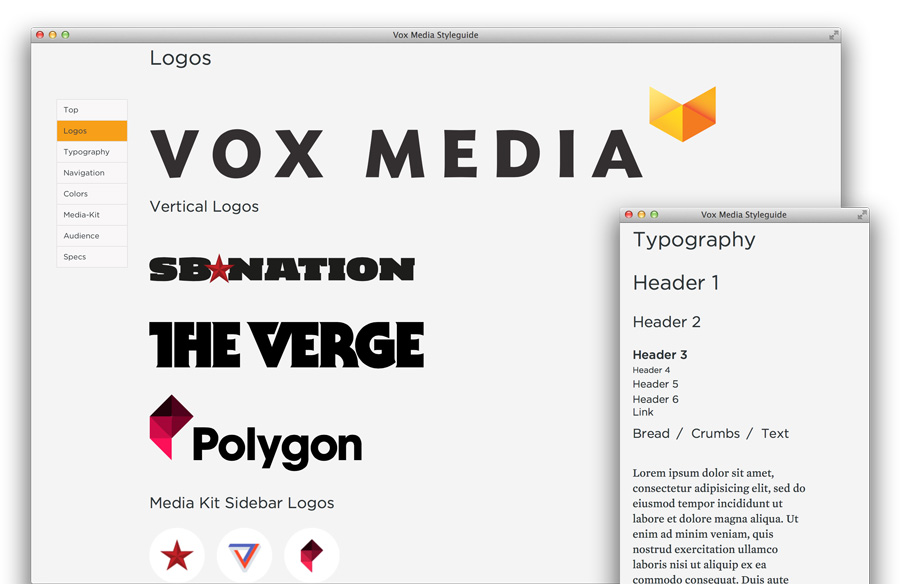 Vox Media Styleguide
Logos
Top
Logos
Typography
Navigation
Colors
Media-Kit
Audience
Specs
VOX MEDIA
Vertical Logos
SB NATION
THE VERGE
Polygon
Media Kit Sidebar Logos
Vox Media Styleguide
Typography
Header 1
Header 2
Header 3
Header 4
Header 5
Header 6
Link
Bread / Crumbs / Text
Lorem ipsum dolor sit amet,
consectetur adipisicing elit, sed do
eiusmod tempor incididunt ut
labore et dolore magna aliqua. Ut
enim ad minim veniam, quis
nostrud exercitation ullamco
laboris nisi ut aliquip ex ea
commodo consequat. Duis aute